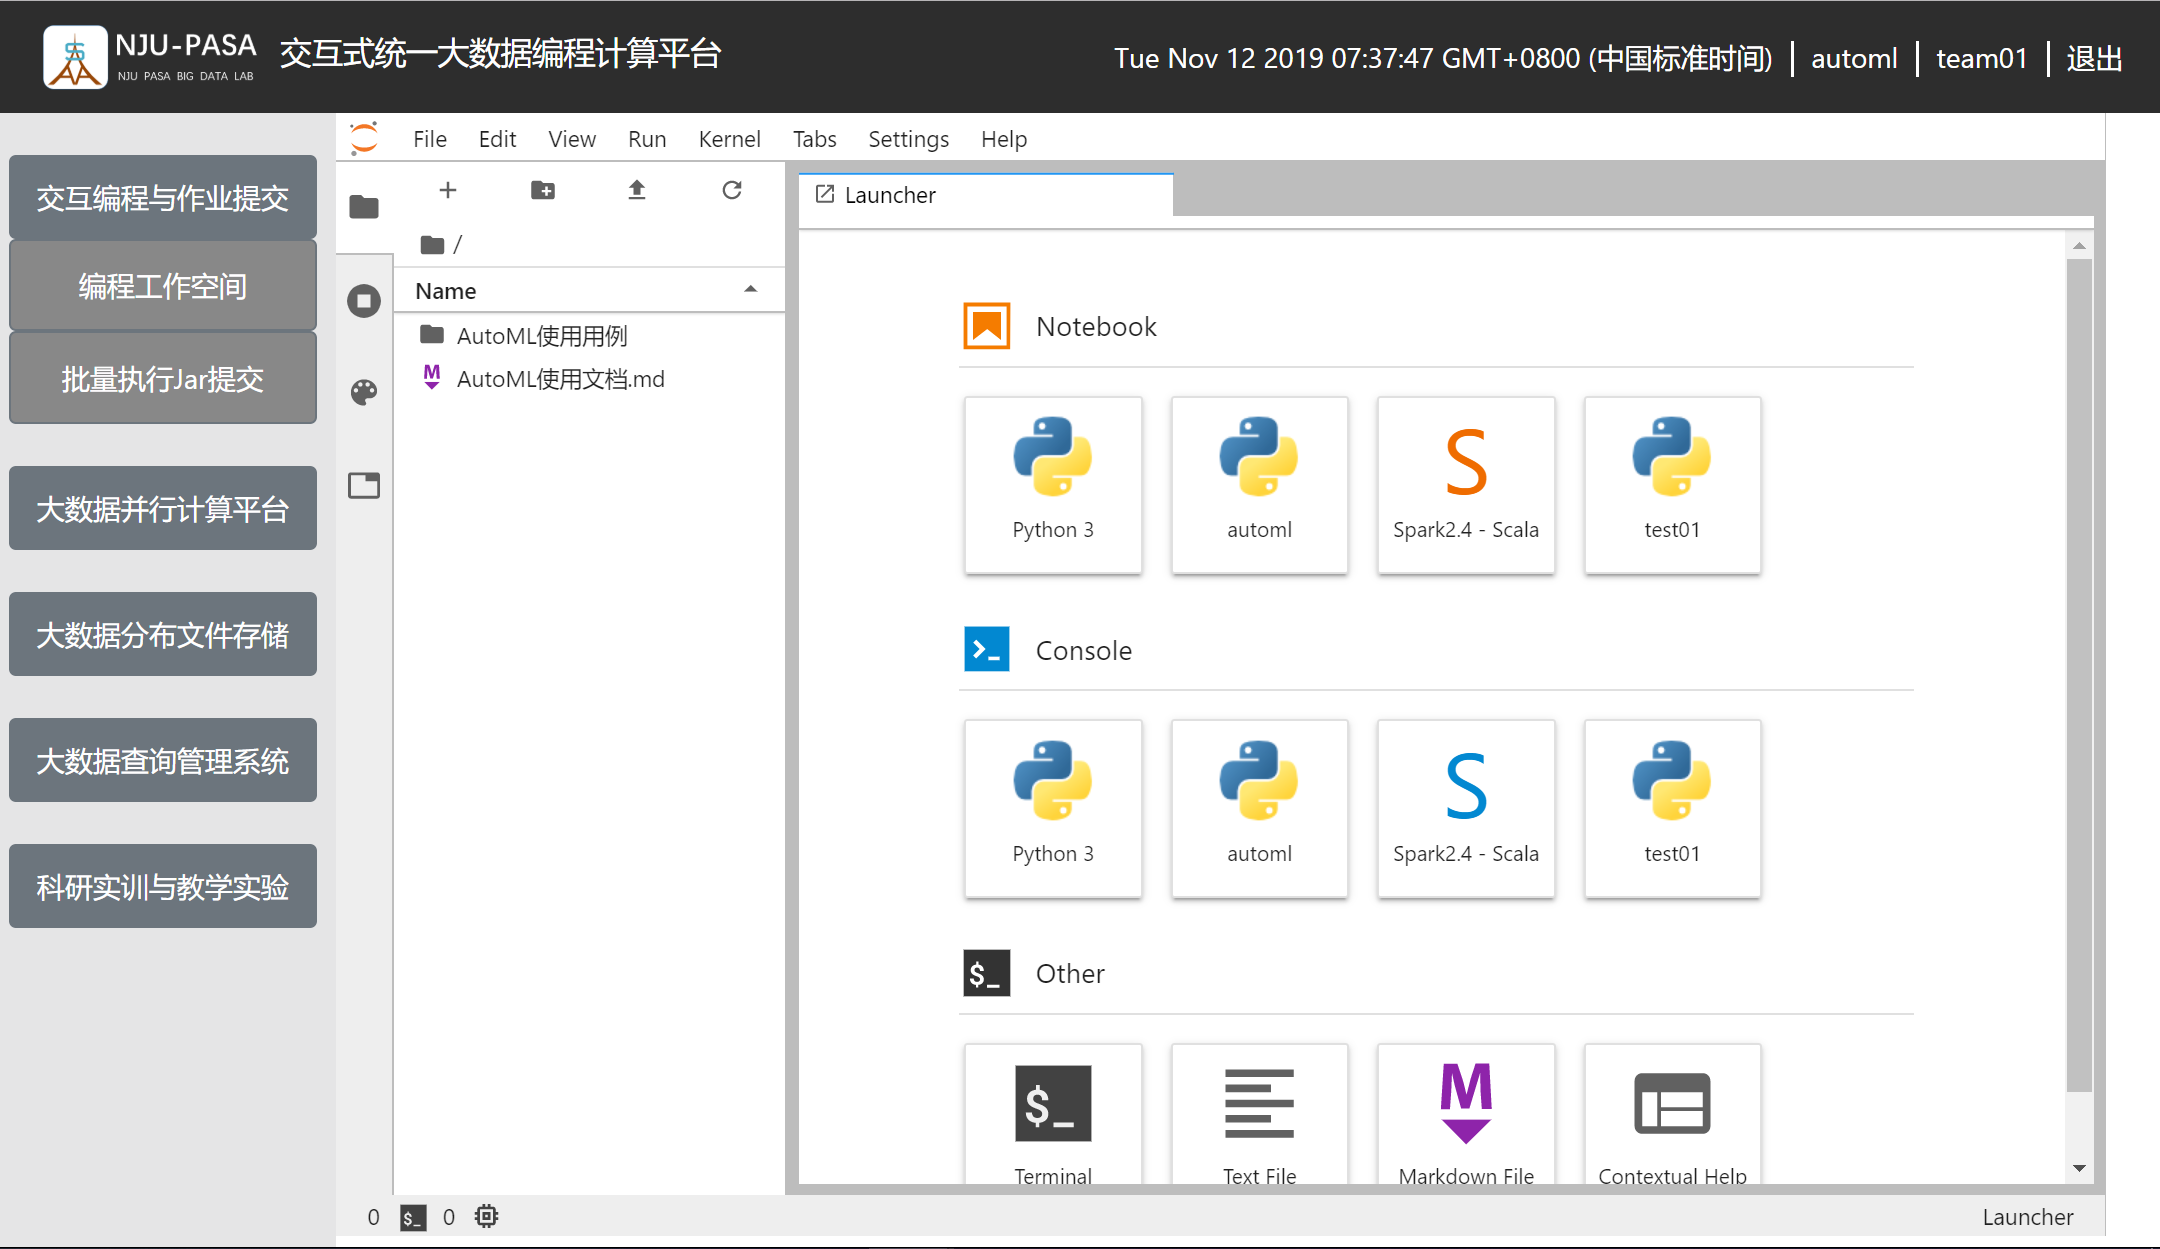 NJU-PASA
NJU PASA BIG DATA LAB
交互式统一大数据编程计算平台
Tue Nov 12 2019 07:37:47 GMT+0800 (中国标准时间)
automl
team01
退出
交互编程与作业提交
编程工作空间
批量执行Jar提交
大数据并行计算平台
大数据分布文件存储
大数据查询管理系统
科研实训与教学实验
File Edit View Run Kernel Tabs Settings Help
/
Name
AutoML使用用例
AutoML使用文档.md
Launcher
Notebook
Python 3
automl
S
Spark2.4 - Scala
test01
Console
Python 3
automl
S
Spark2.4 - Scala
test01
$_
Other
$_
Terminal
Text File
M
Markdown File
Contextual Help
0 $_ 0
Launcher